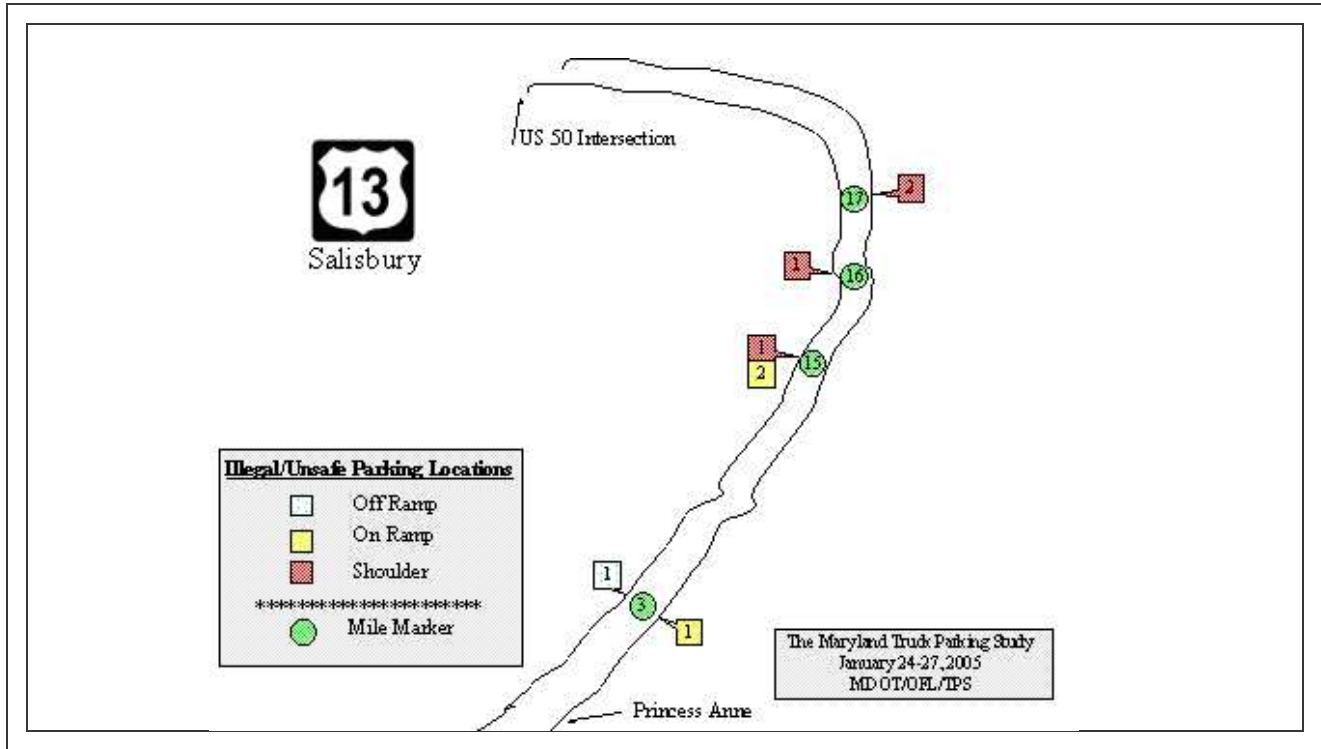 US 50 Intersection
13
Salisbury
17
2
1
16
1
2
15
Illegal/Unsafe Parking Locations
Off Ramp
On Ramp
Shoulder
***********************
Mile Marker
1
3
1
The Maryland Truck Parking Study
January 24-27, 2005
MDOT/OFL/TPS
Princess Anne